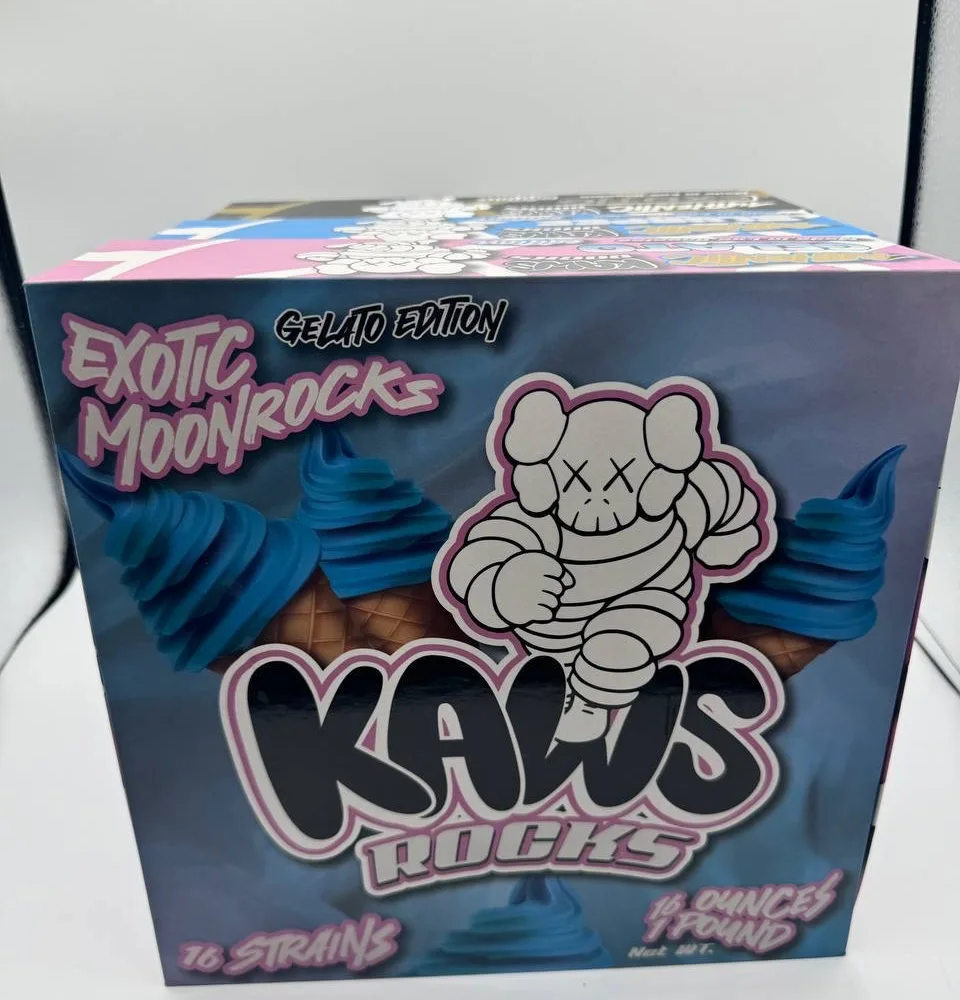 GELATO EDITION
EXOTIC
MOONROCKS
KAWS
ROCKS
16 STRAINS
16 OUNCES
1 POUND
Net WT.